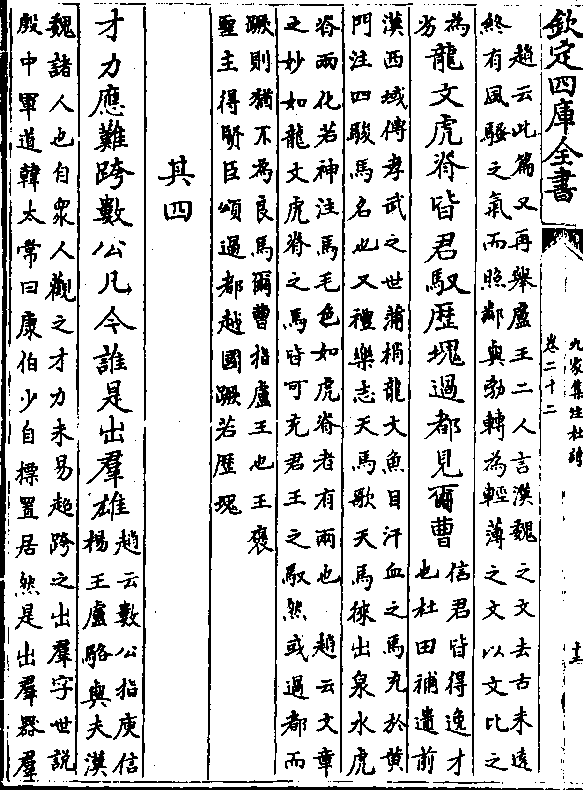 欽定四庫全書
九家集注杜詩
卷二十二
十三
趙云此篇又再舉盧王二人言漢魏之文去古未遠
終有風騷之氣而照鄰與勃轉為輕薄之文以文比之
為
劣
龍文虎脊皆君馭歷塊過都見爾曹
信君皆得逸才
也杜田補遺前
漢西域傳孝武之世蒲梢龍文魚目汗血之馬充於黃
門注四駿馬名也又禮樂志天馬歌天馬徠出泉水虎
脊兩化若神注馬毛色如虎脊者有兩也 趙云文章
之妙如龍文虎脊之馬皆可充君王之馭然或過都而
蹶則猶不為良馬爾曹指盧王也王襃
聖主得賢臣頌過都越國蹶若歷塊
其四
才力應難跨數公凡今誰是出羣雄
趙云數公指庾信
楊王盧駱與夫漢
魏諸人也自衆人觀之才力未易超跨之出羣字世說
殷中軍道韓太常曰康伯少自標置居然是出羣器羣